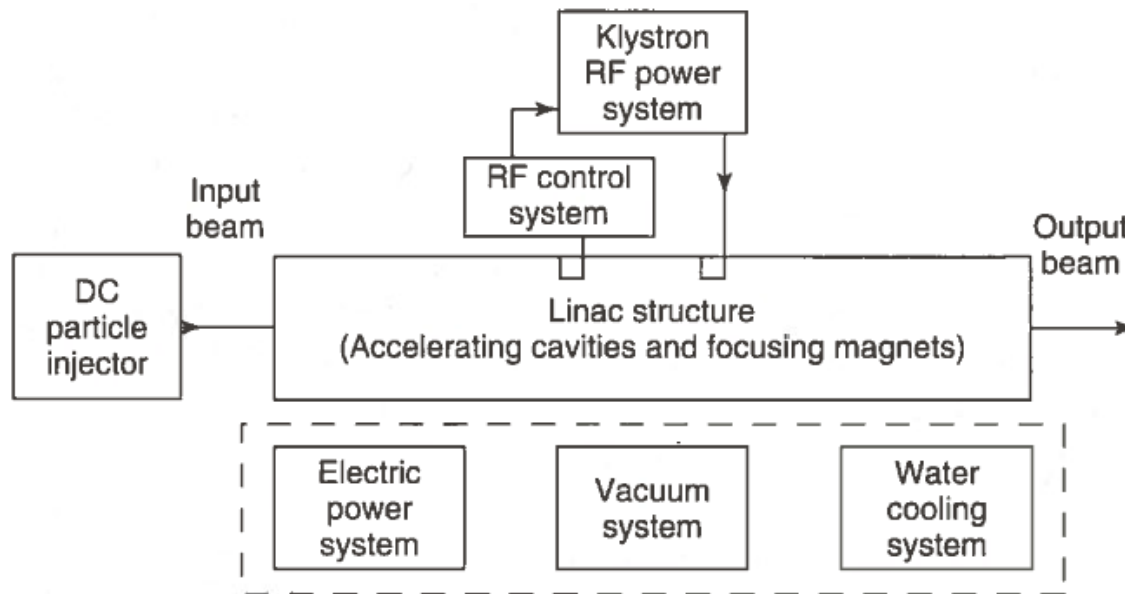 Klystron
RF power
system
RF control
system
Input
beam
Output
beam
DC
particle
injector
Linac structure
(Accelerating cavities and focusing magnets)
Electric
power
system
Vacuum
system
Water
cooling
system